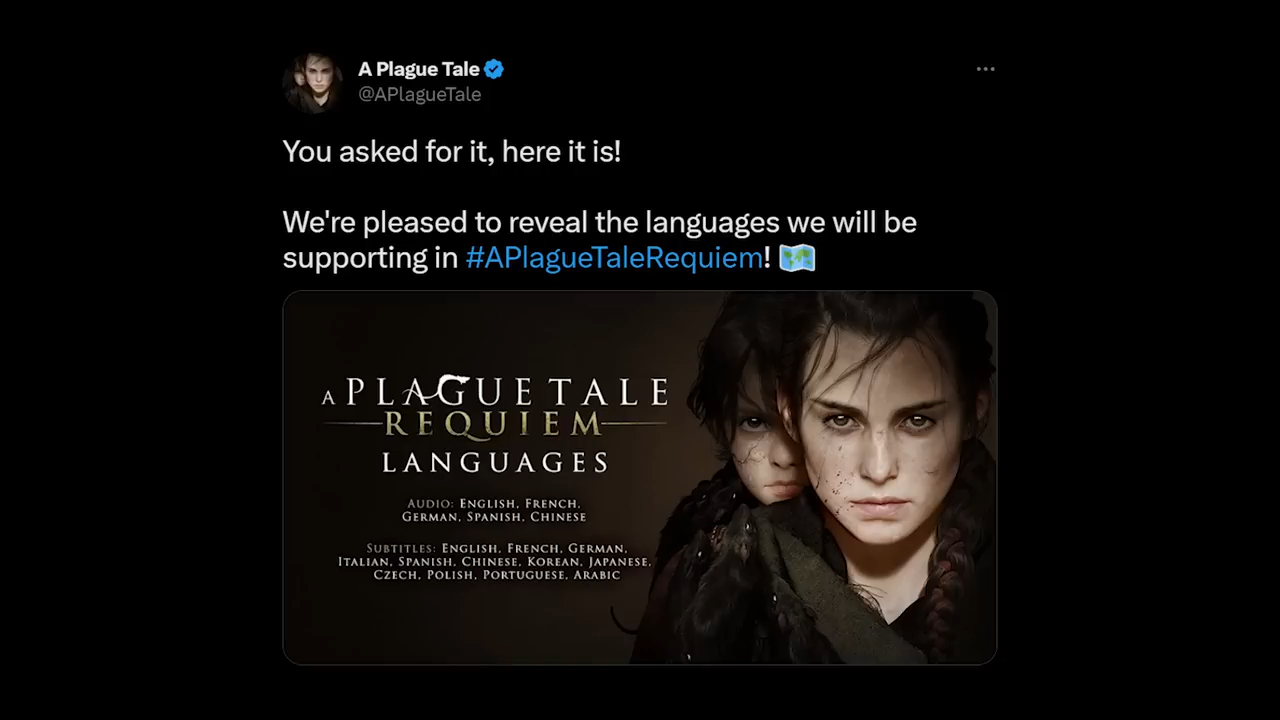 A Plague Tale
@APlagueTale
You asked for it, here it is!
We're pleased to reveal the languages we will be
supporting in #APlagueTaleRequiem! 🗺️
A PLAGUE TALE
REQUIEM
LANGUAGES
AUDIO: ENGLISH, FRENCH,
GERMAN, SPANISH, CHINESE
SUBTITLES: ENGLISH, FRENCH, GERMAN,
ITALIAN, SPANISH, CHINESE, KOREAN, JAPANESE,
CZECH, POLISH, PORTUGUESE, ARABIC